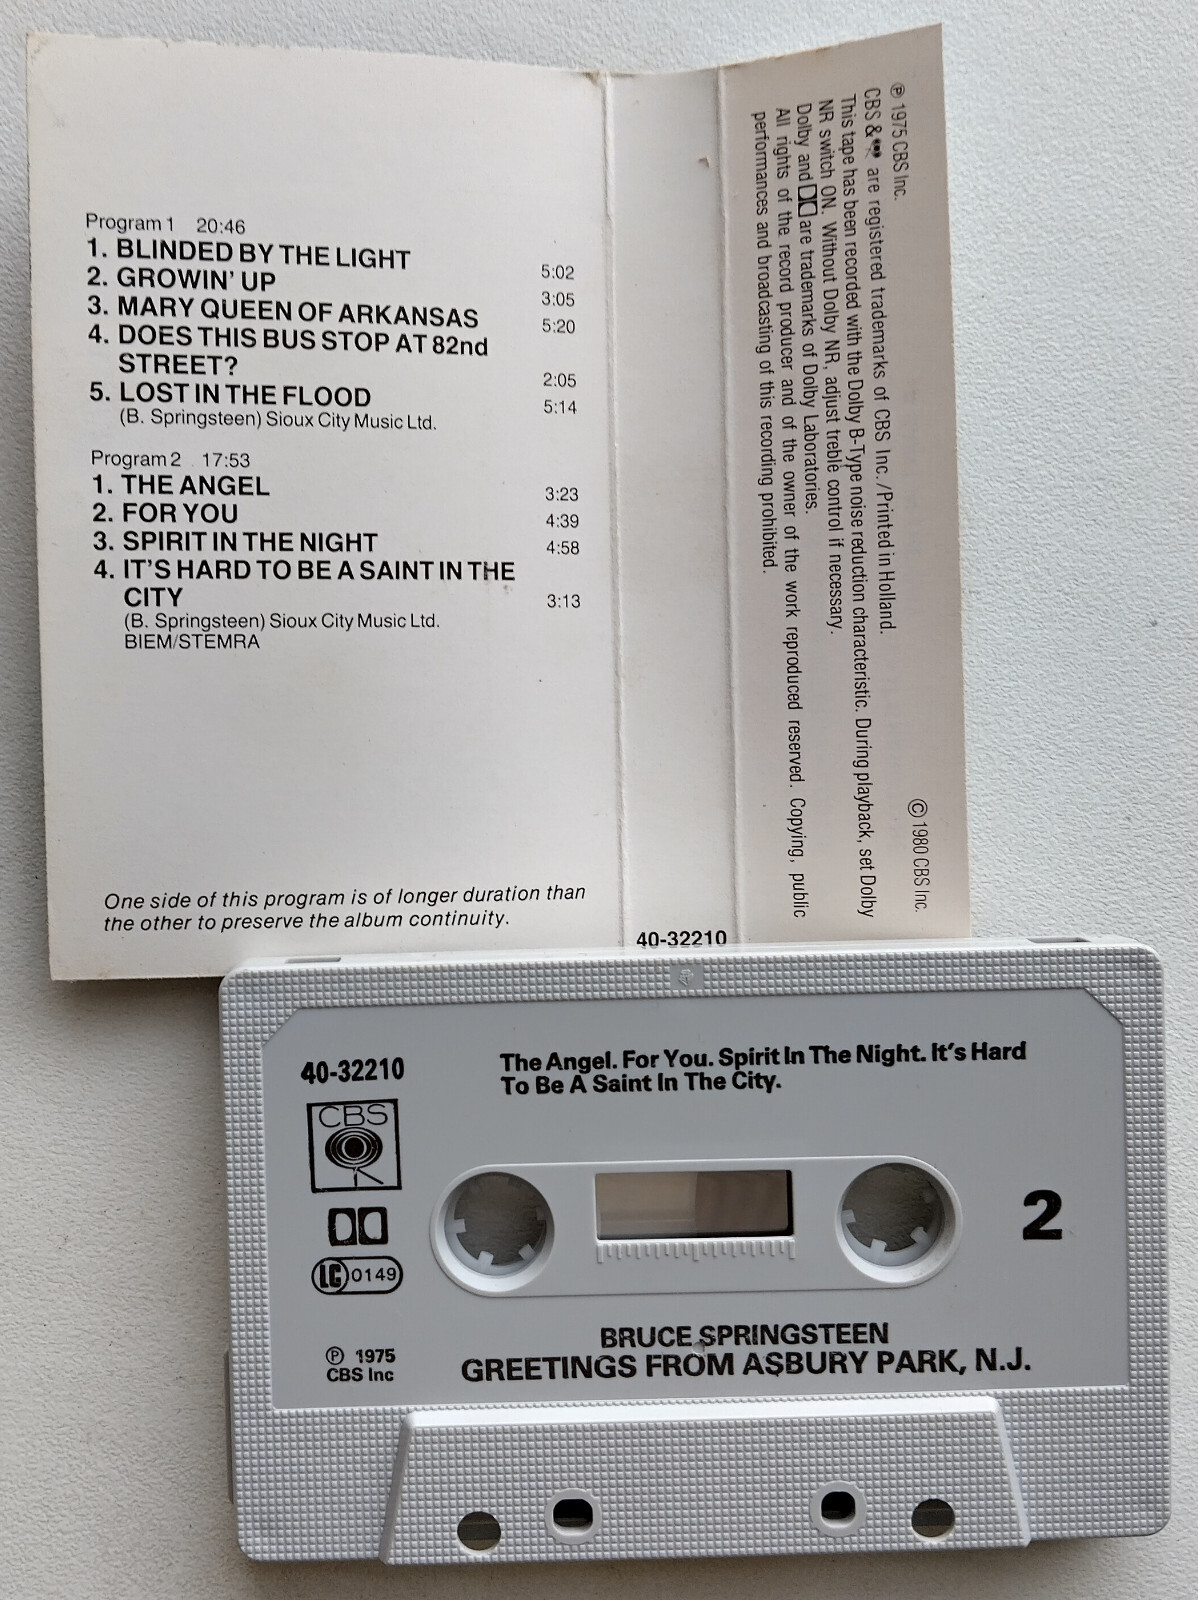 Program 1 20:46
1. BLINDED BY THE LIGHT 5:02
2. GROWIN' UP 3:05
3. MARY QUEEN OF ARKANSAS 5:20
4. DOES THIS BUS STOP AT 82nd
STREET? 2:05
5. LOST IN THE FLOOD 5:14
(B. Springsteen) Sioux City Music Ltd.
Program 2 17:53
1. THE ANGEL 3:23
2. FOR YOU 4:39
3. SPIRIT IN THE NIGHT 4:58
4. IT'S HARD TO BE A SAINT IN THE
CITY 3:13
(B. Springsteen) Sioux City Music Ltd.
BIEM/STEMRA
One side of this program is of longer duration than
the other to preserve the album continuity.
40-32210
℗ 1975 CBS Inc. © 1980 CBS Inc.
CBS & are registered trademarks of CBS Inc./Printed in Holland.
This tape has been recorded with the Dolby B-Type noise reduction characteristic. During playback, set Dolby
NR switch ON. Without Dolby NR, adjust treble control if necessary.
Dolby and are trademarks of Dolby Laboratories.
All rights of the record producer and of the owner of the work reproduced reserved. Copying, public
performances and broadcasting of this recording prohibited.
40-32210
The Angel. For You. Spirit In The Night. It's Hard
To Be A Saint In The City.
CBS
LC 0149
2
℗ 1975
CBS Inc
BRUCE SPRINGSTEEN
GREETINGS FROM ASBURY PARK, N.J.